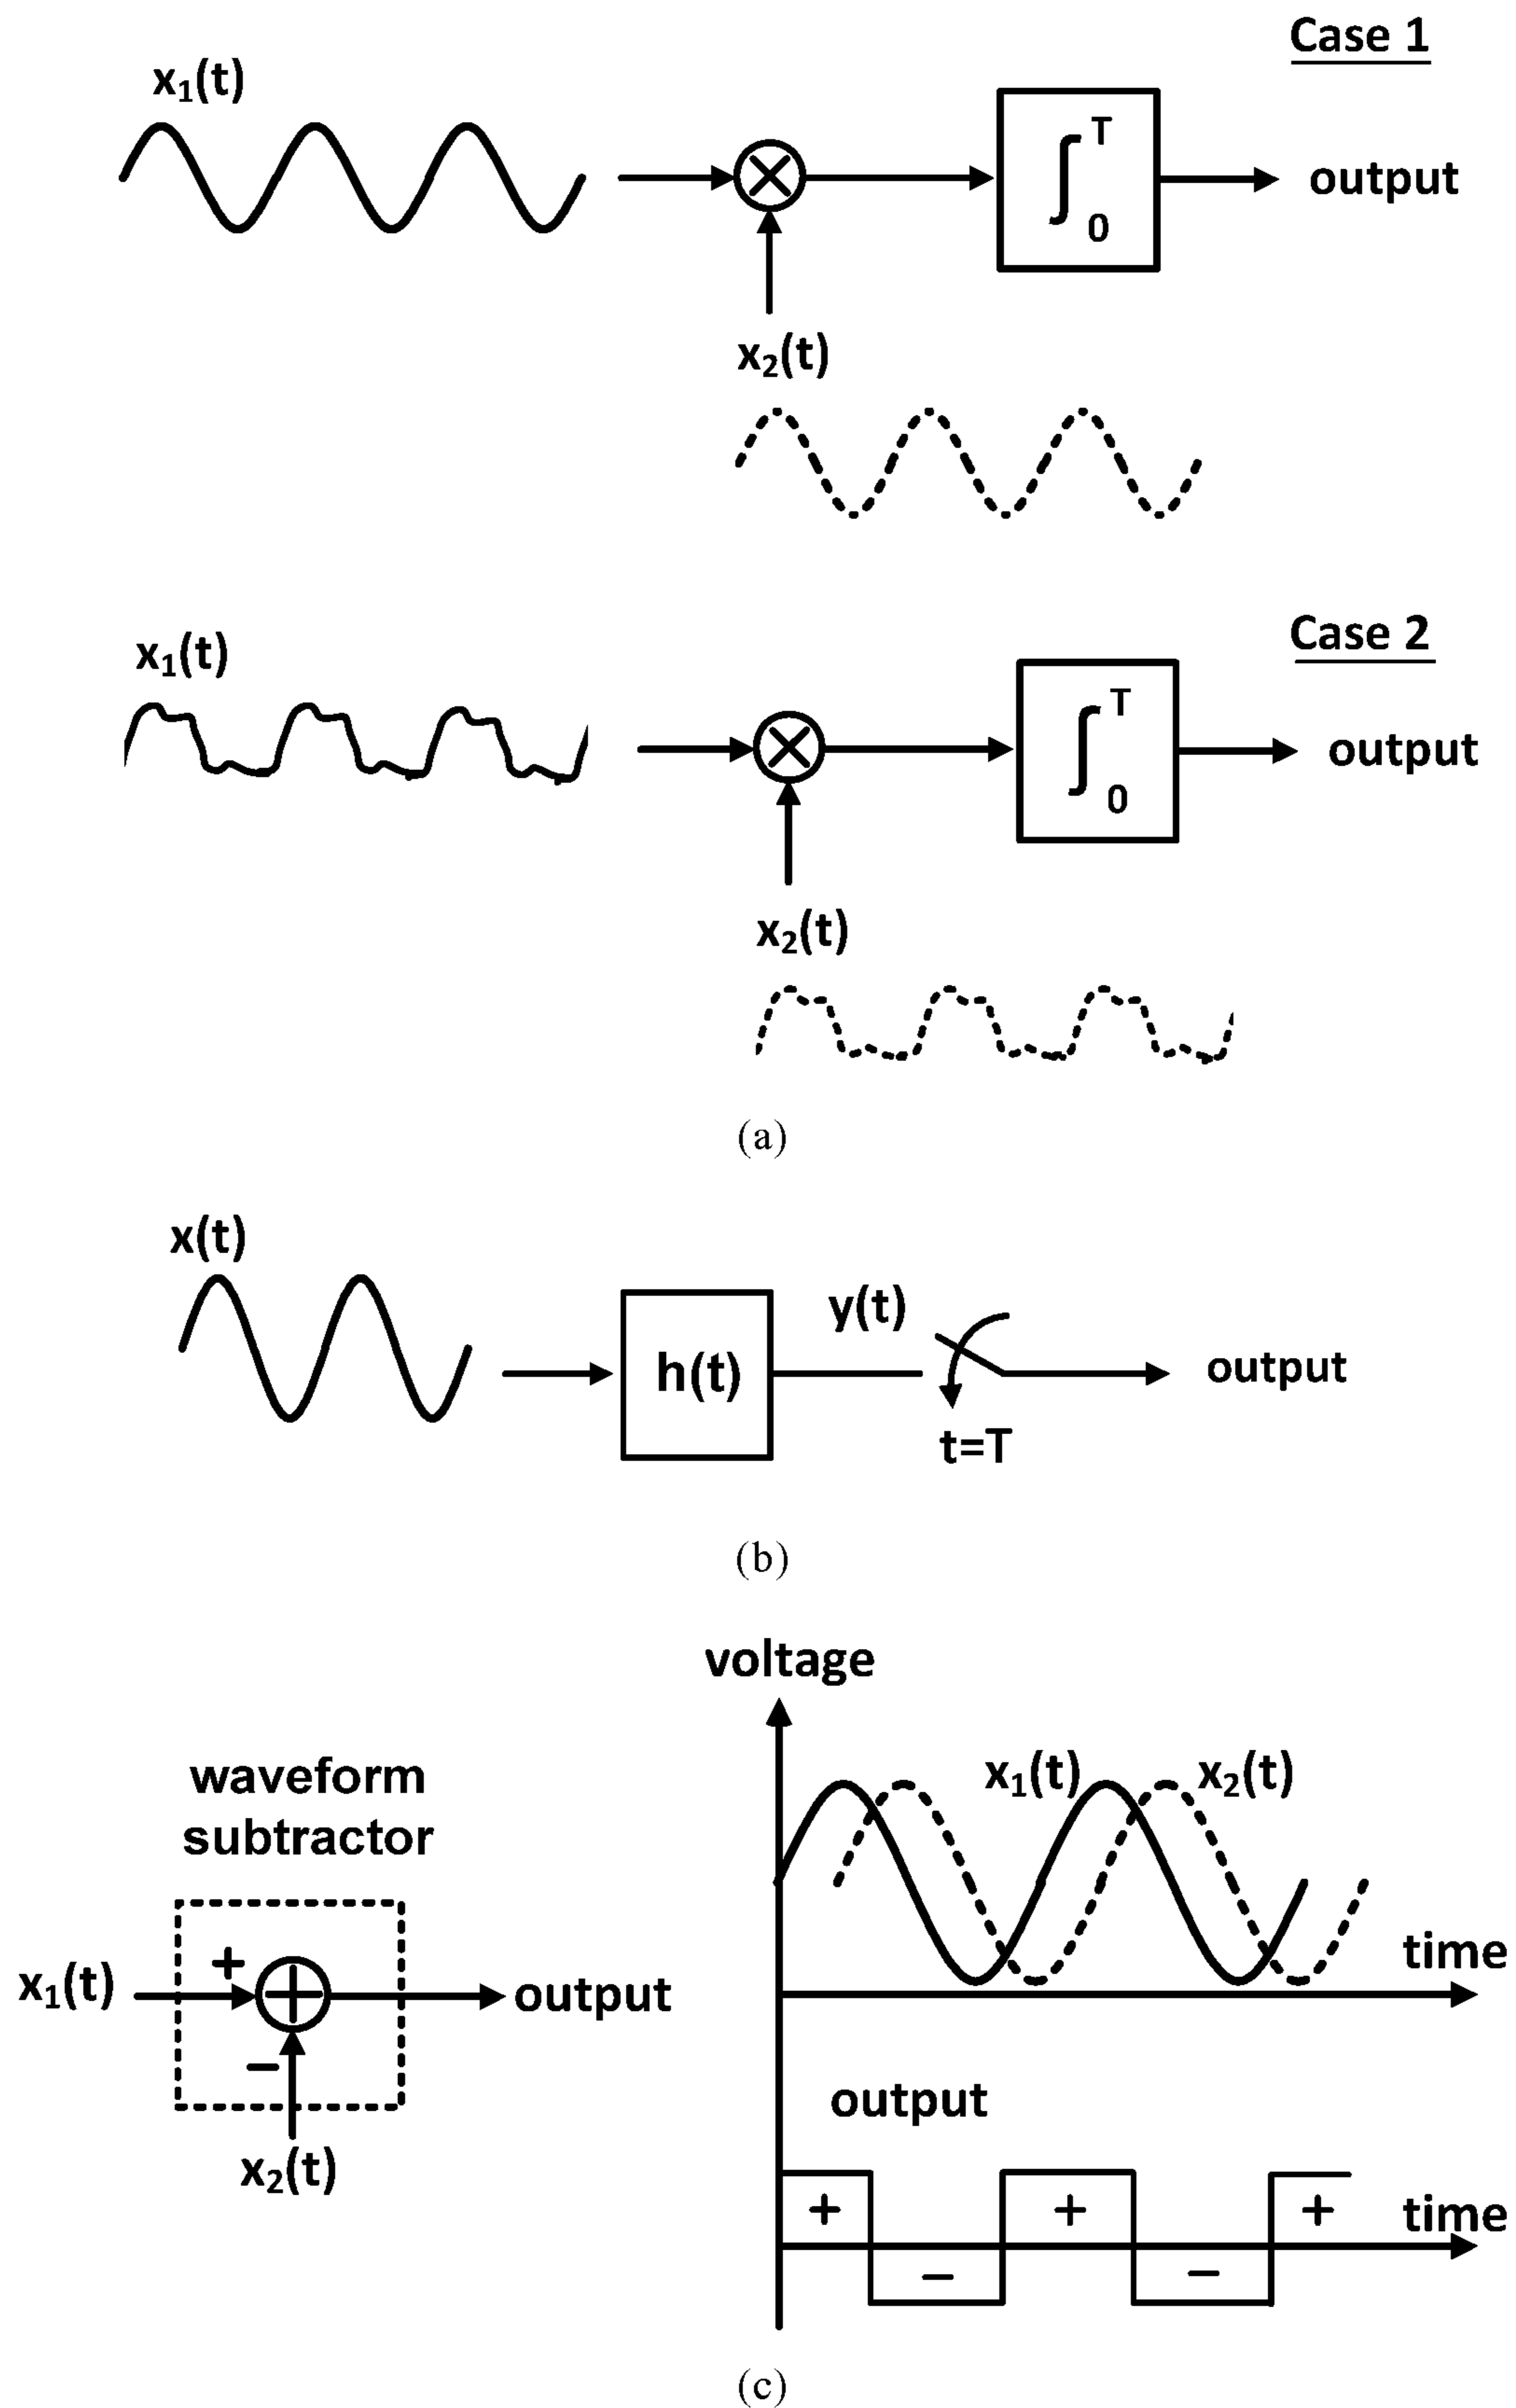 Case 1
x₁(t)
∫ T 0
output
x₂(t)
Case 2
x₁(t)
∫ T 0
output
x₂(t)
(a)
x(t)
h(t)
y(t)
t=T
output
(b)
voltage
waveform
subtractor
x₁(t)
+
−
x₂(t)
output
x₁(t)
x₂(t)
time
output
+
−
+
−
+
time
(c)